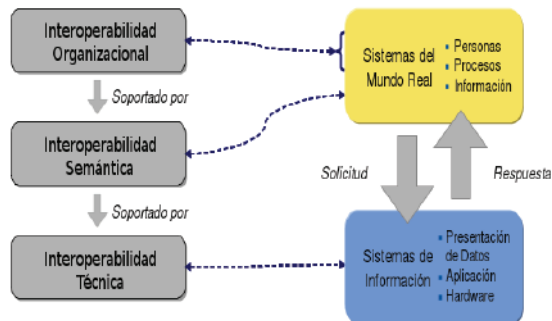 Interoperabilidad
Organizacional
Soportado por
Interoperabilidad
Semántica
Soportado por
Interoperabilidad
Técnica
Sistemas del
Mundo Real
▪ Personas
▪ Procesos
▪ Información
Solicitud
Respuesta
Sistemas de
Información
▪ Presentación
de Datos
▪ Aplicación
▪ Hardware